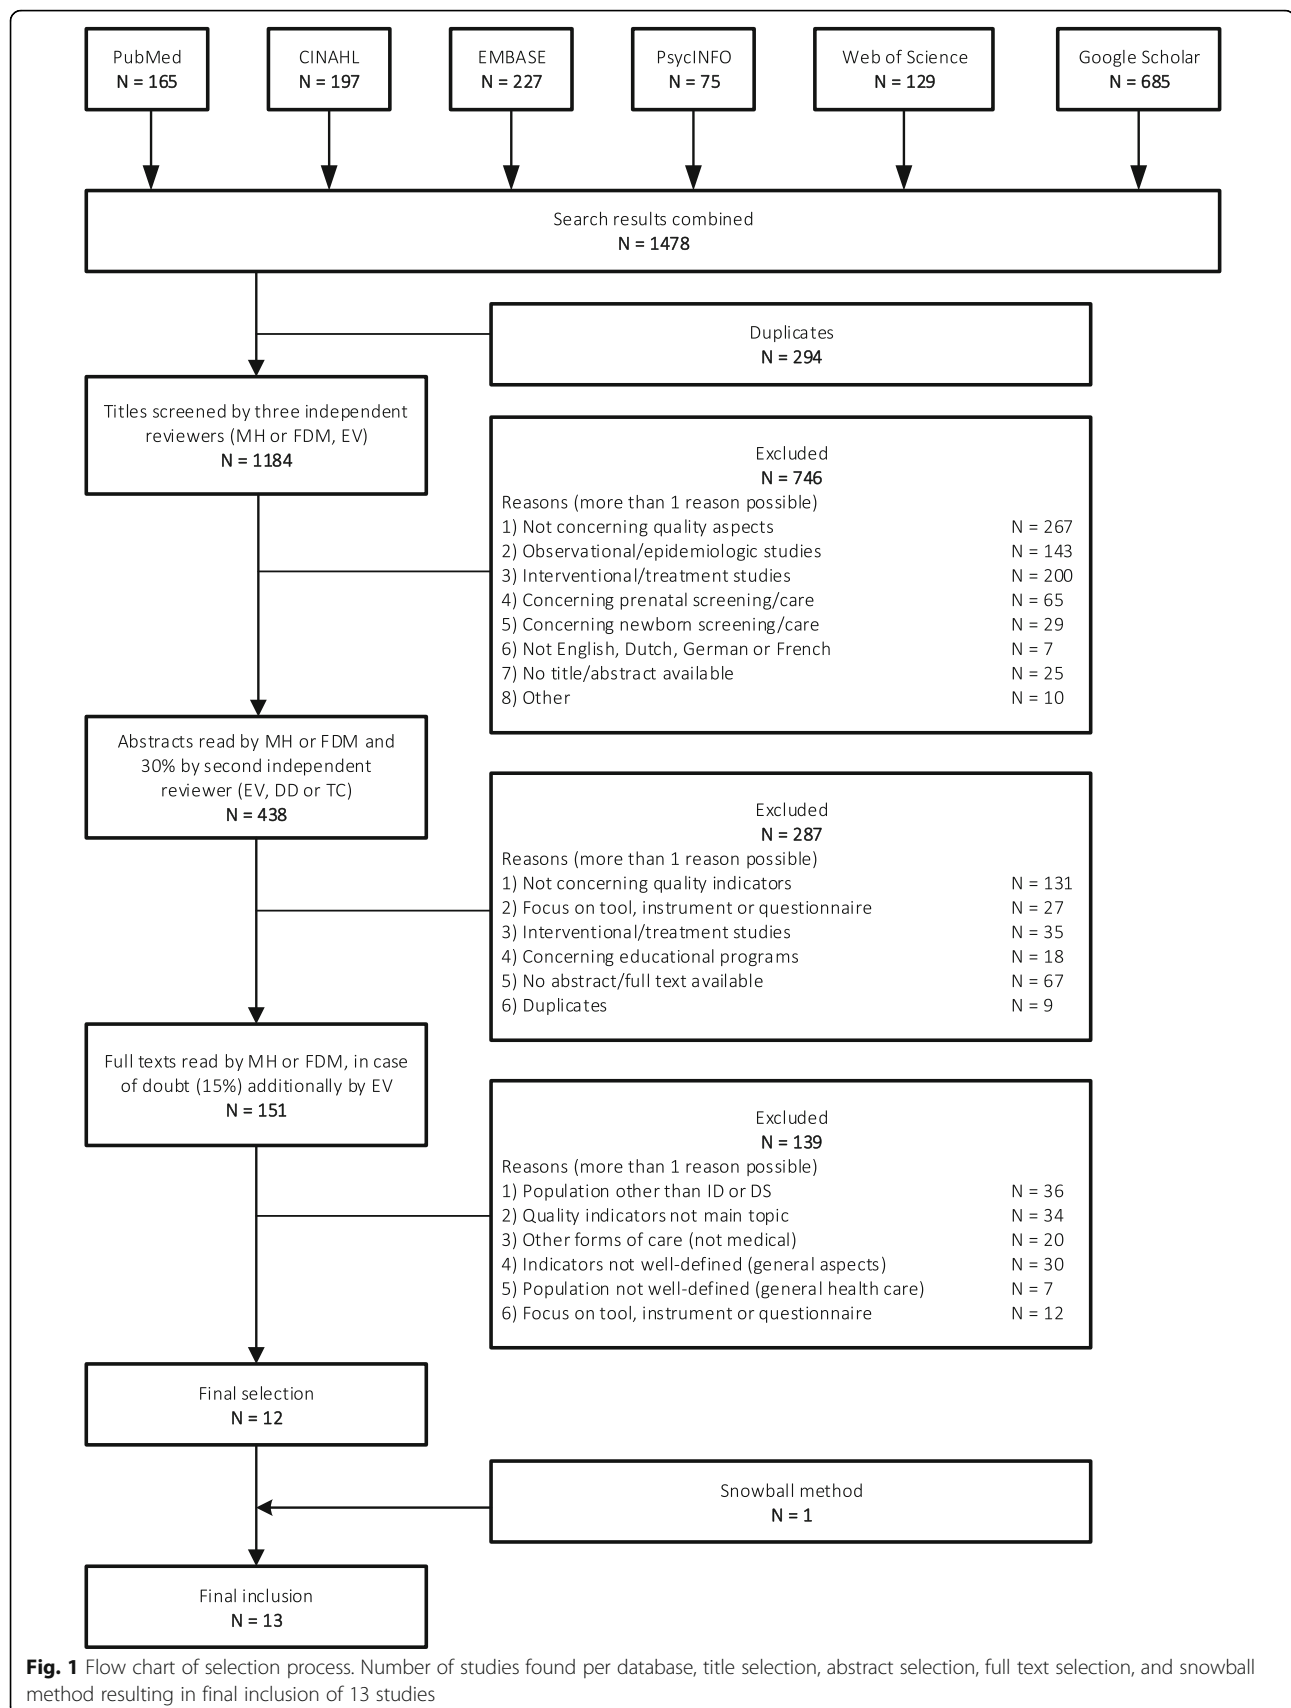 PubMed
N = 165
CINAHL
N = 197
EMBASE
N = 227
PsycINFO
N = 75
Web of Science
N = 129
Google Scholar
N = 685
Search results combined
N = 1478
Duplicates
N = 294
Titles screened by three independent
reviewers (MH or FDM, EV)
N = 1184
Excluded
N = 746
Reasons (more than 1 reason possible)
1) Not concerning quality aspects N = 267
2) Observational/epidemiologic studies N = 143
3) Interventional/treatment studies N = 200
4) Concerning prenatal screening/care N = 65
5) Concerning newborn screening/care N = 29
6) Not English, Dutch, German or French N = 7
7) No title/abstract available N = 25
8) Other N = 10
Abstracts read by MH or FDM and
30% by second independent
reviewer (EV, DD or TC)
N = 438
Excluded
N = 287
Reasons (more than 1 reason possible)
1) Not concerning quality indicators N = 131
2) Focus on tool, instrument or questionnaire N = 27
3) Interventional/treatment studies N = 35
4) Concerning educational programs N = 18
5) No abstract/full text available N = 67
6) Duplicates N = 9
Full texts read by MH or FDM, in case
of doubt (15%) additionally by EV
N = 151
Excluded
N = 139
Reasons (more than 1 reason possible)
1) Population other than ID or DS N = 36
2) Quality indicators not main topic N = 34
3) Other forms of care (not medical) N = 20
4) Indicators not well-defined (general aspects) N = 30
5) Population not well-defined (general health care) N = 7
6) Focus on tool, instrument or questionnaire N = 12
Final selection
N = 12
Snowball method
N = 1
Final inclusion
N = 13
Fig. 1 Flow chart of selection process. Number of studies found per database, title selection, abstract selection, full text selection, and snowball
method resulting in final inclusion of 13 studies